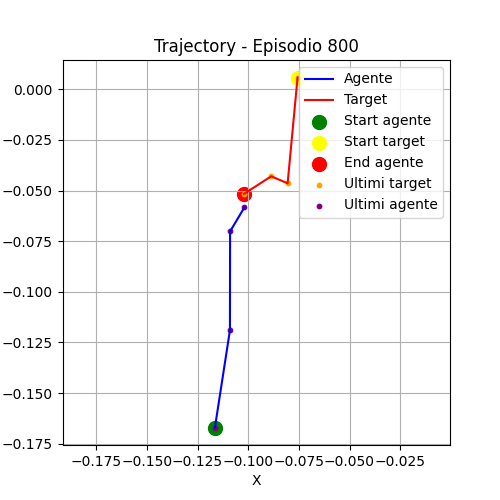 Trajectory - Episodio 800
Agente
Target
Start agente
Start target
End agente
Ultimi target
Ultimi agente
0.000
−0.025
−0.050
−0.075
−0.100
−0.125
−0.150
−0.175
−0.175−0.150−0.125−0.100−0.075−0.050−0.025
X